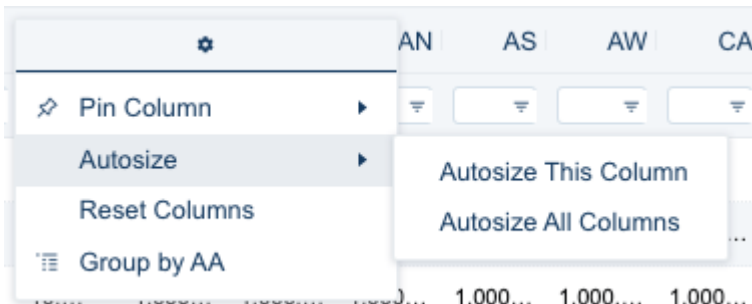 AN AS AW CA
Pin Column
Autosize
Autosize This Column
Reset Columns
Autosize All Columns
Group by AA
1.000... 1.000.... 1.000...